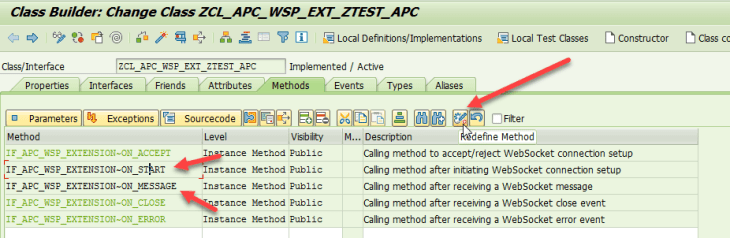 Class Builder: Change Class ZCL_APC_WSP_EXT_ZTEST_APC
Local Definitions/Implementations Local Test Classes Constructor Class co
Class/Interface ZCL_APC_WSP_EXT_ZTEST_APC Implemented / Active
Properties Interfaces Friends Attributes Methods Events Types Aliases
Parameters Exceptions Sourcecode Filter
Redefine Method
Method Level Visibility M... Description
IF_APC_WSP_EXTENSION~ON_ACCEPT Instance Method Public Calling method to accept/reject WebSocket connection setup
IF_APC_WSP_EXTENSION~ON_START Instance Method Public Calling method after initiating WebSocket connection setup
IF_APC_WSP_EXTENSION~ON_MESSAGE Instance Method Public Calling method after receiving a WebSocket message
IF_APC_WSP_EXTENSION~ON_CLOSE Instance Method Public Calling method after receiving a WebSocket close event
IF_APC_WSP_EXTENSION~ON_ERROR Instance Method Public Calling method after receiving a WebSocket error event